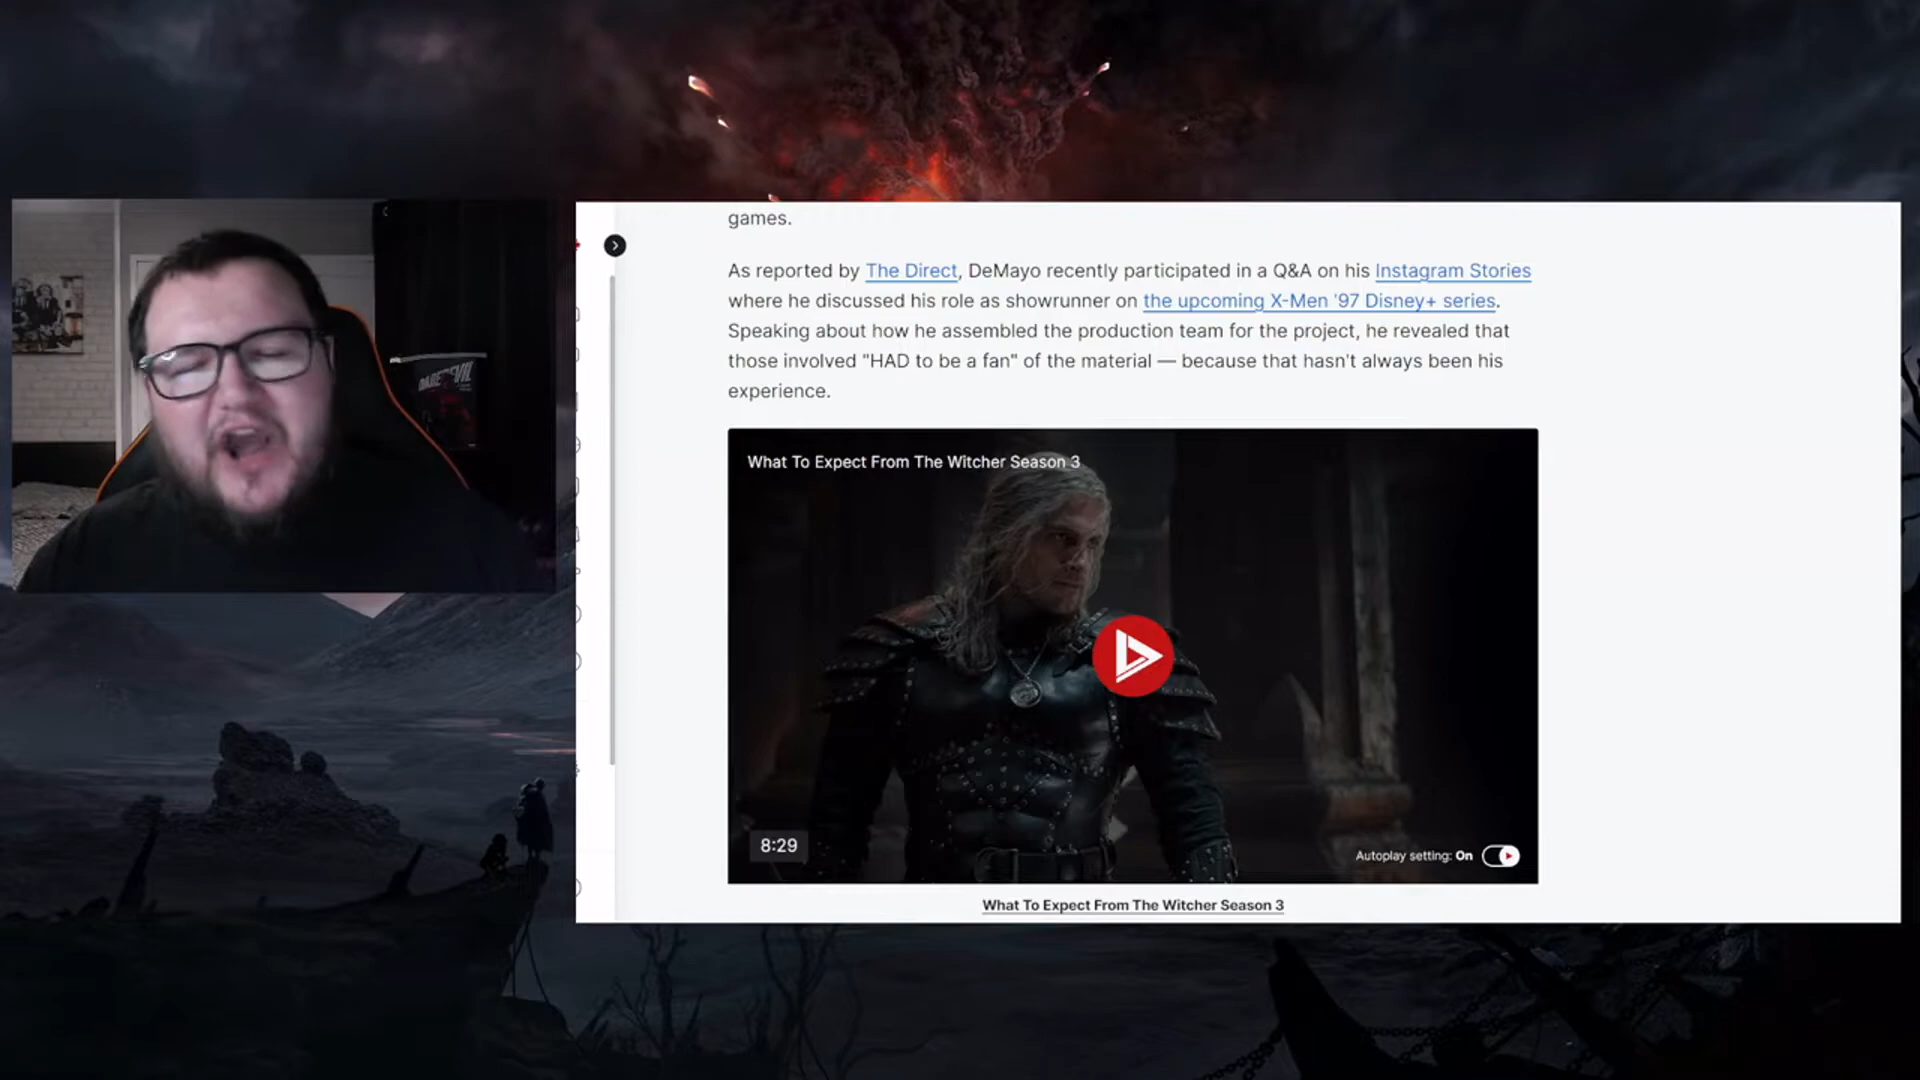 games.
As reported by The Direct, DeMayo recently participated in a Q&A on his Instagram Stories
where he discussed his role as showrunner on the upcoming X-Men '97 Disney+ series.
Speaking about how he assembled the production team for the project, he revealed that
those involved "HAD to be a fan" of the material — because that hasn't always been his
experience.
What To Expect From The Witcher Season 3
8:29
Autoplay setting: On
What To Expect From The Witcher Season 3
DAREDEVIL